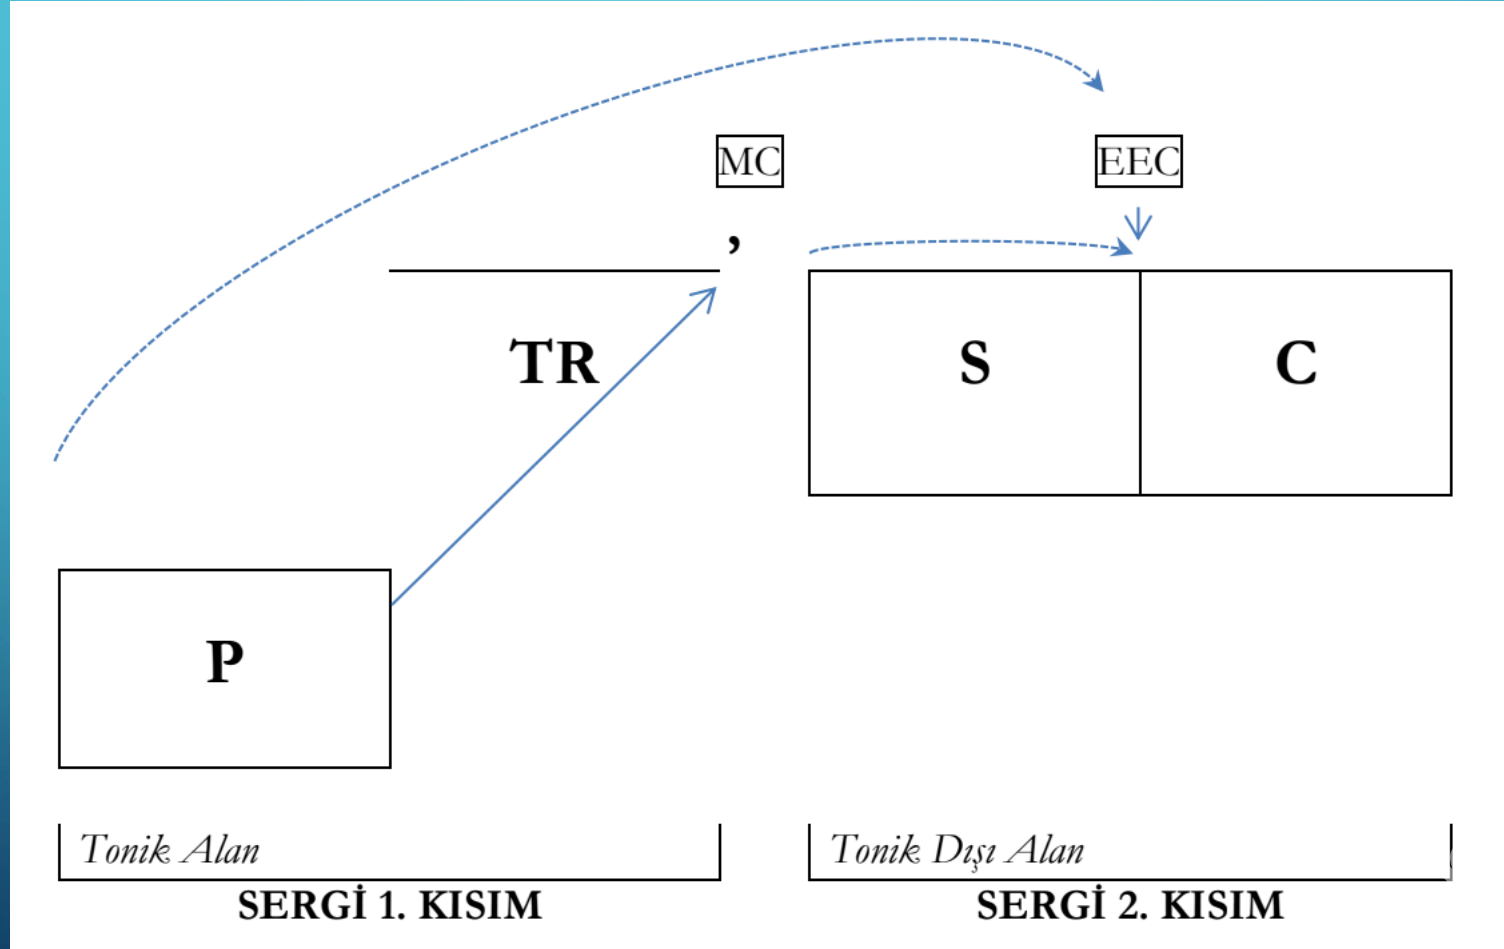 MC
EEC
,
TR
S
C
P
Tonik Alan
Tonik Dışı Alan
SERGİ 1. KISIM
SERGİ 2. KISIM